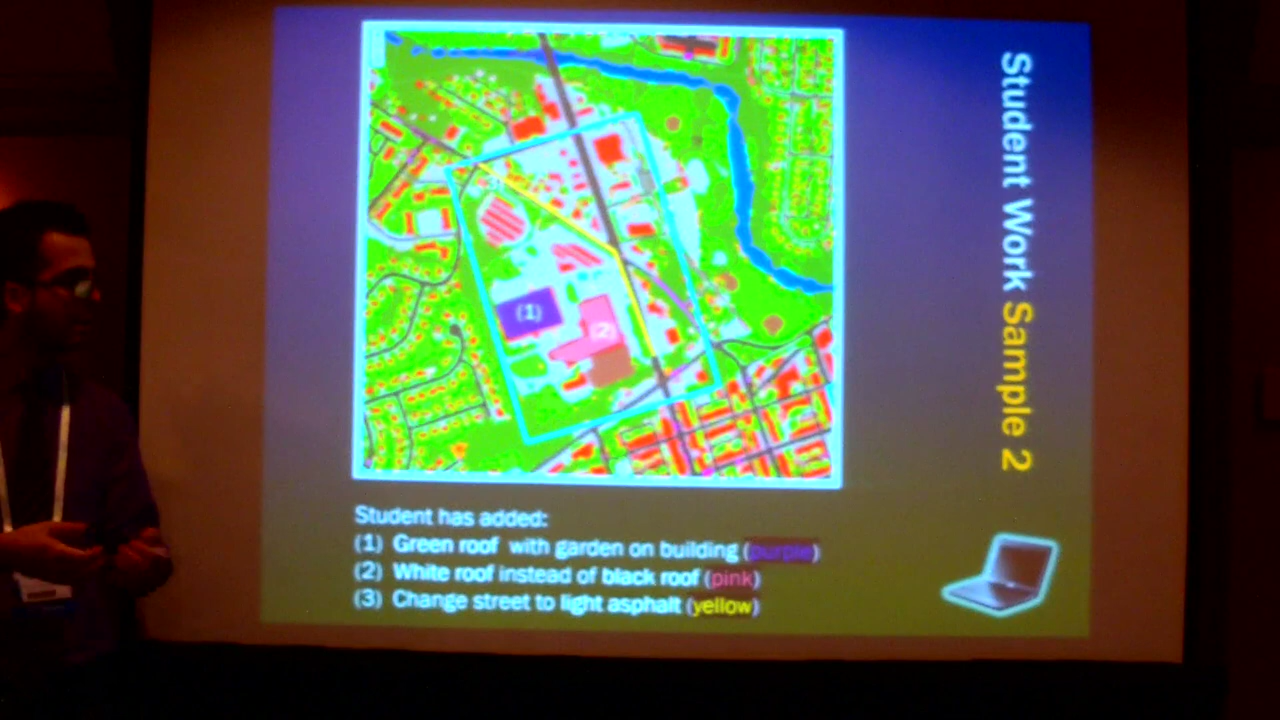 Student Work Sample 2
(3)
(1)
(2)
Student has added:
(1) Green roof with garden on building (purple)
(2) White roof instead of black roof (pink)
(3) Change street to light asphalt (yellow)